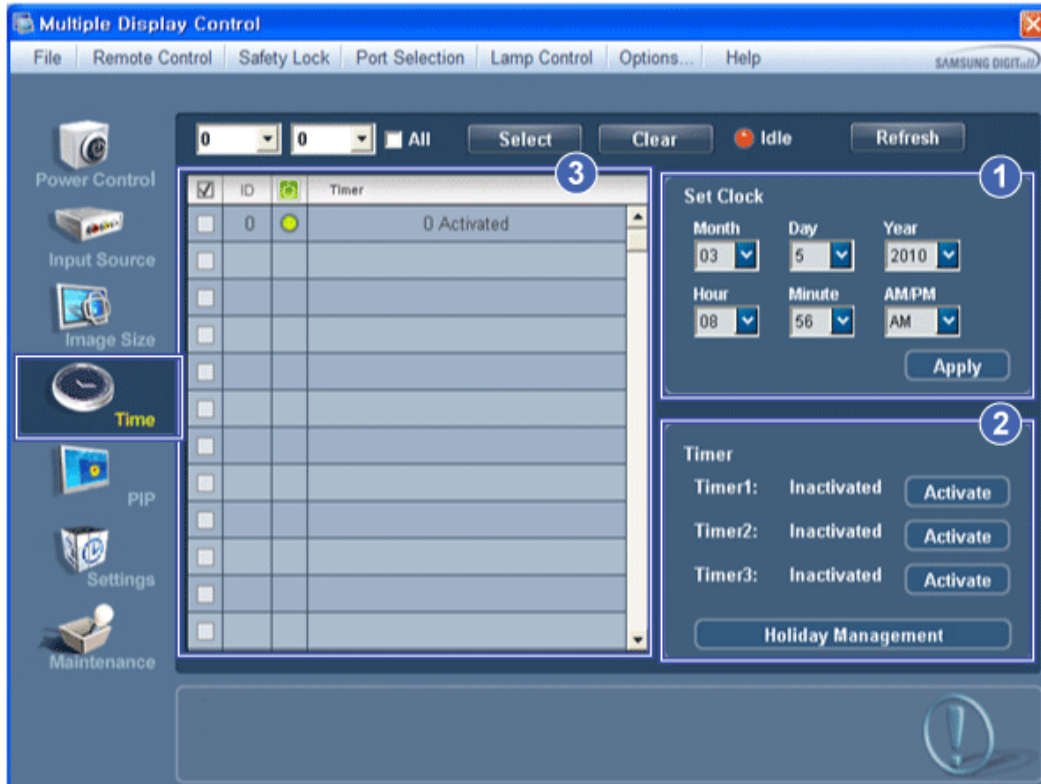 Multiple Display Control
File Remote Control Safety Lock Port Selection Lamp Control Options... Help SAMSUNG DIGITall
0 0 All Select Clear Idle Refresh
Power Control
Input Source
Image Size
Time
PIP
Settings
Maintenance
3
ID Timer
0 0 Activated
1
Set Clock
Month Day Year
03 5 2010
Hour Minute AM/PM
08 56 AM
Apply
2
Timer
Timer1: Inactivated Activate
Timer2: Inactivated Activate
Timer3: Inactivated Activate
Holiday Management